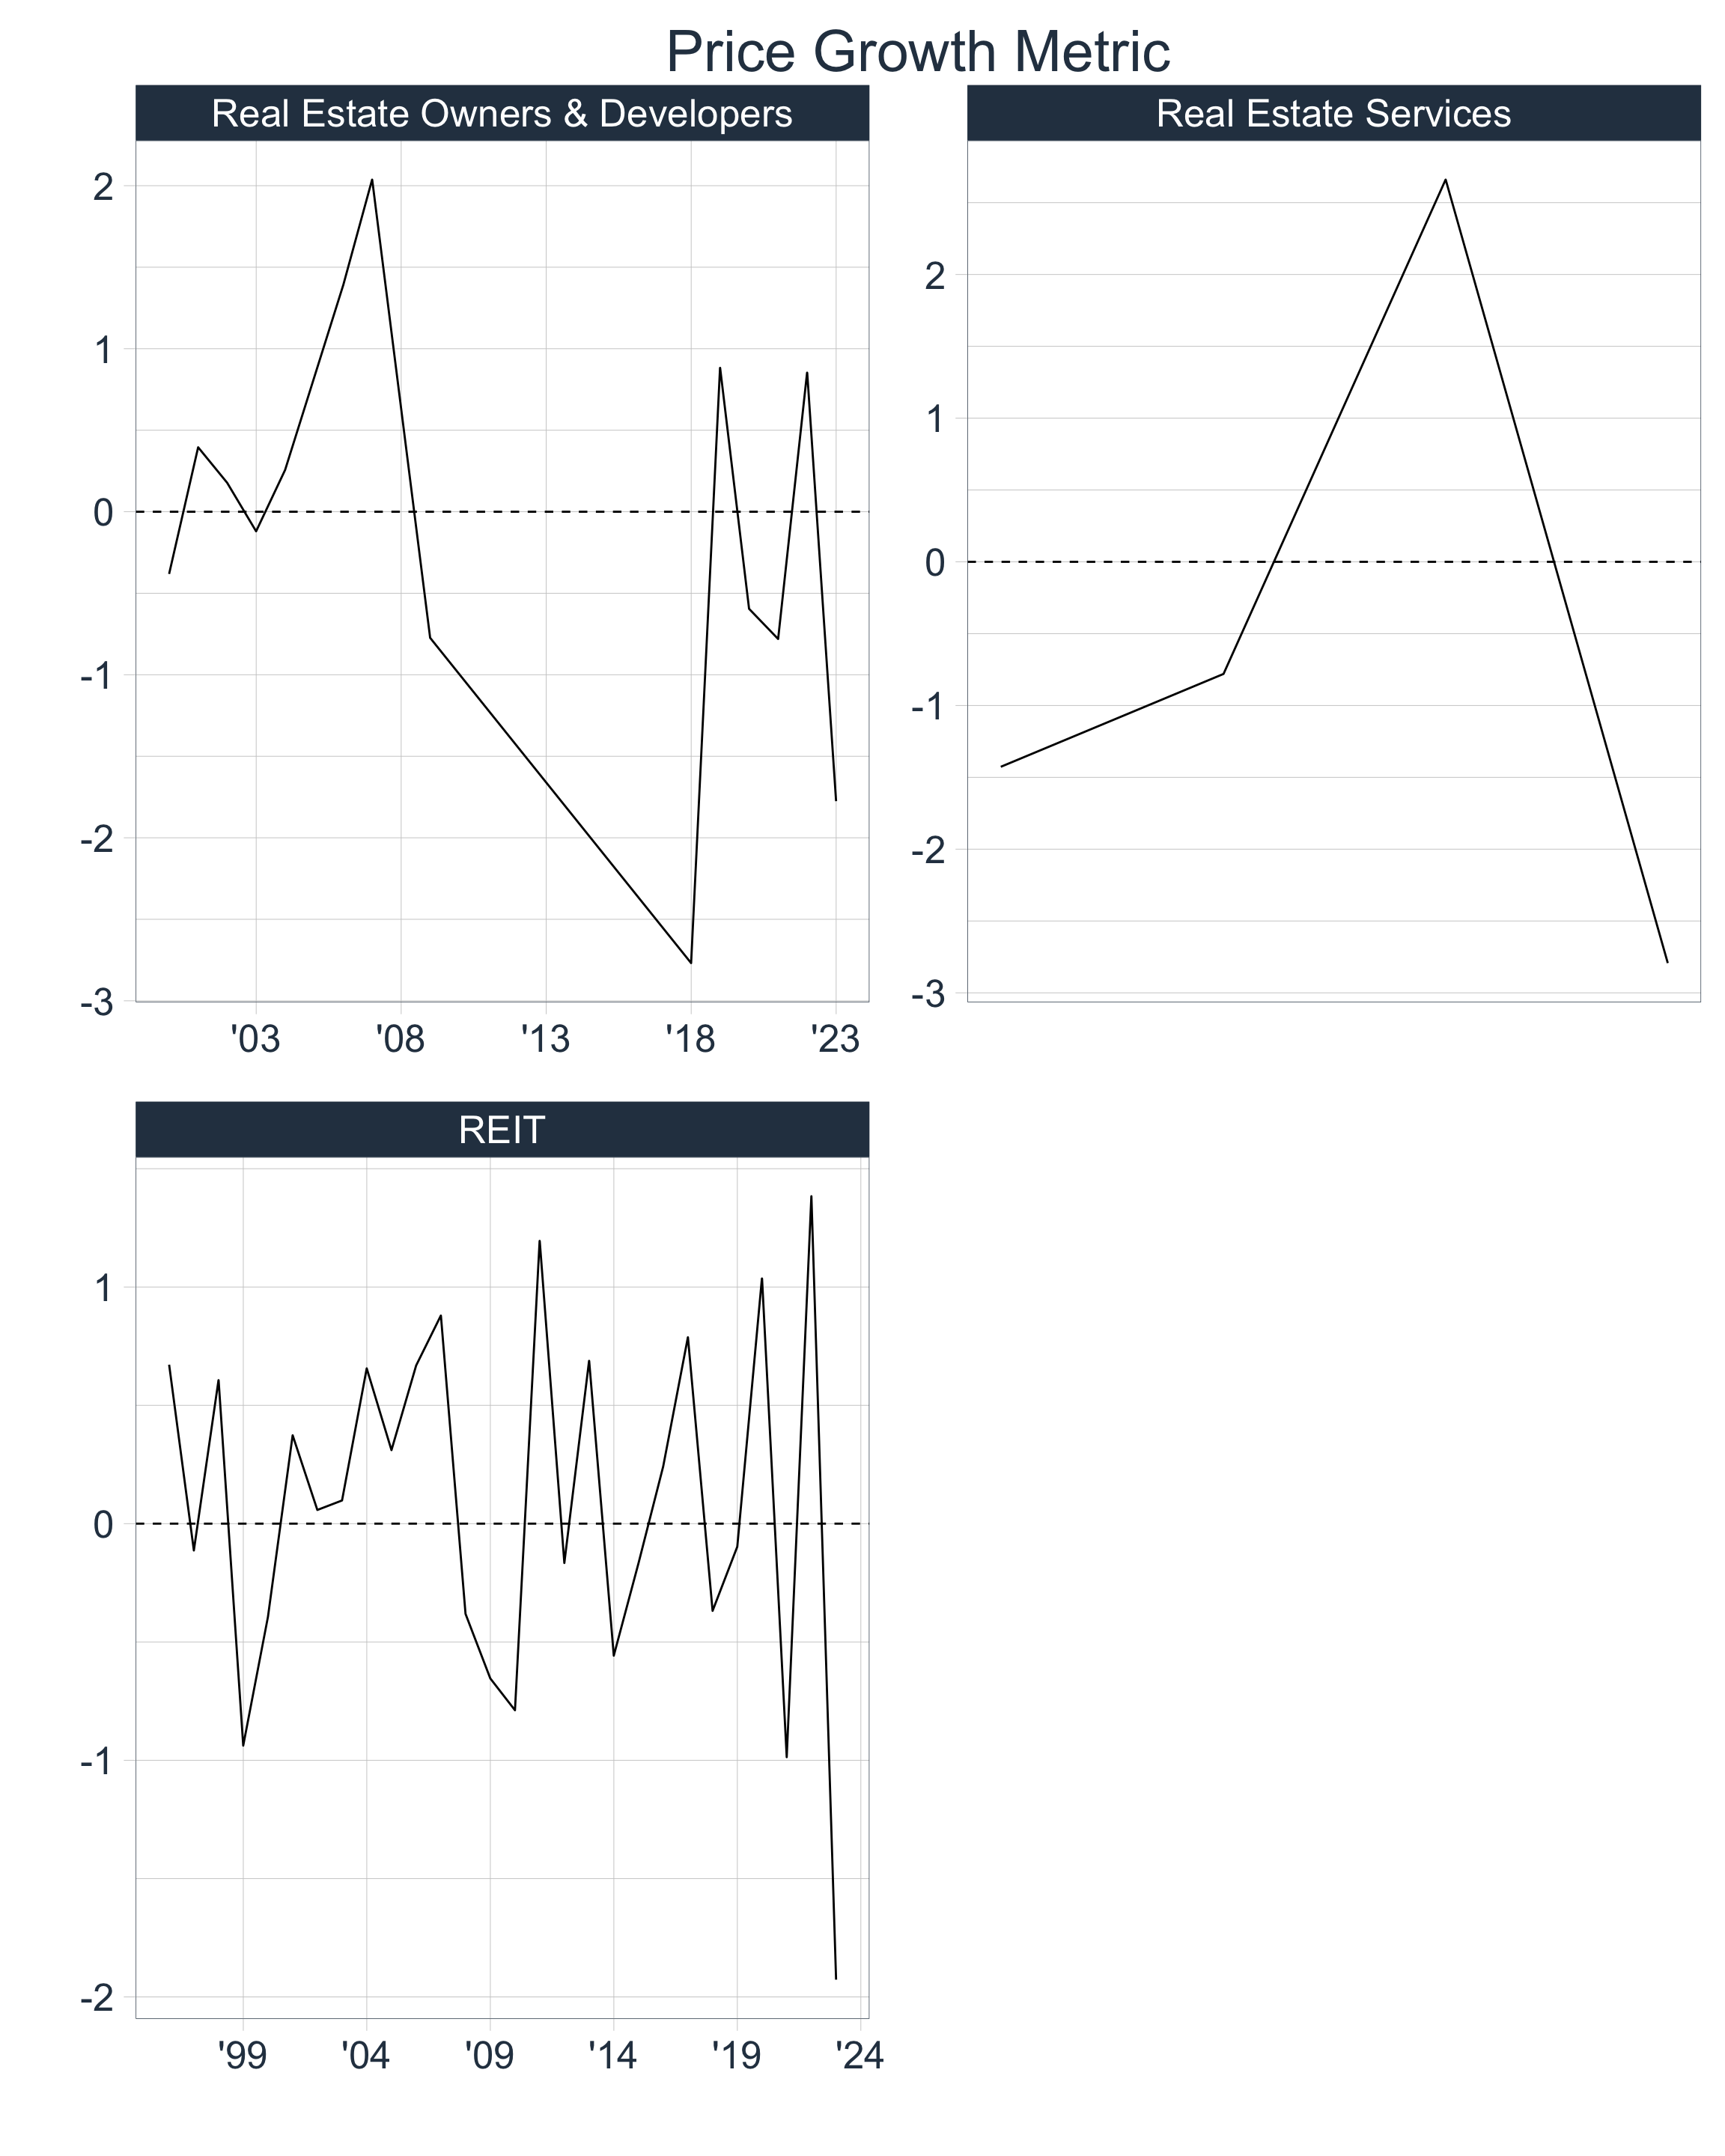 Price Growth Metric
Real Estate Owners & Developers
Real Estate Services
2
1
0
-1
-2
-3
'03 '08 '13 '18 '23
2
1
0
-1
-2
-3
REIT
1
0
-1
-2
'99 '04 '09 '14 '19 '24